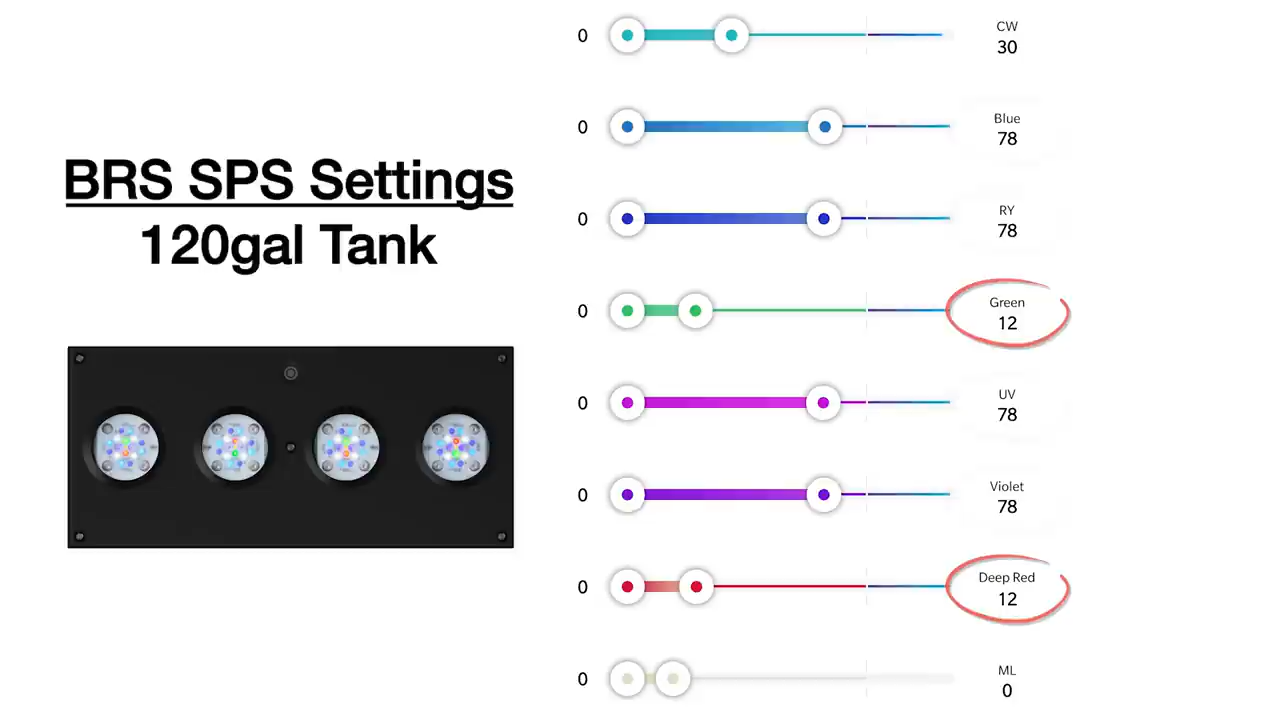 BRS SPS Settings
120gal Tank
0
CW
30
0
Blue
78
0
RY
78
0
Green
12
0
UV
78
0
Violet
78
0
Deep Red
12
0
ML
0